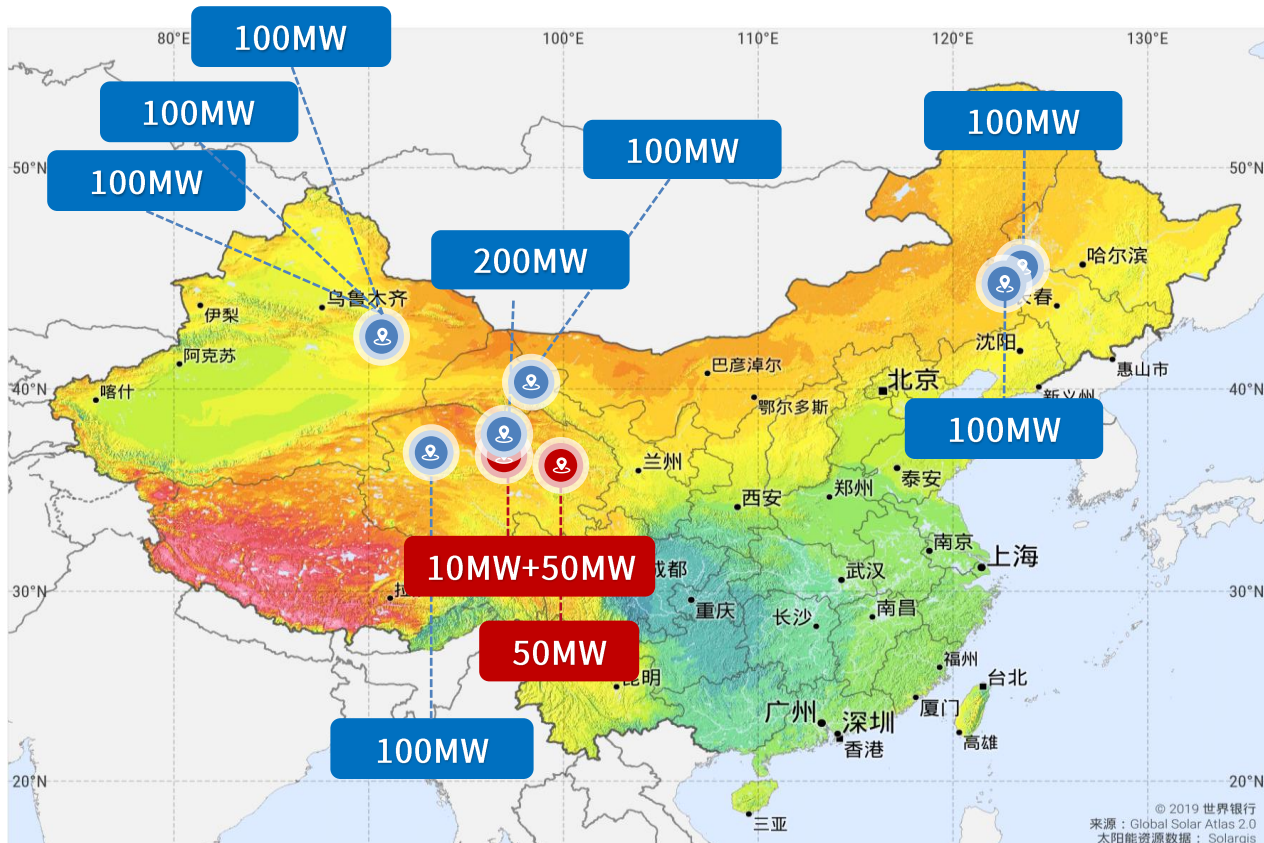 80°E
100°E
110°E
120°E
130°E
100MW
100MW
100MW
100MW
100MW
200MW
50°N
50°N
哈尔滨
乌鲁木齐
伊犁
长春
沈阳
阿克苏
巴彦淖尔
惠山市
喀什
40°N
40°N
北京
鄂尔多斯
新义州
100MW
兰州
泰安
郑州
西安
南京
上海
10MW+50MW
成都
武汉
30°N
30°N
拉
重庆
长沙
南昌
50MW
福州
昆明
台北
广州
深圳
厦门
香港
高雄
100MW
20°N
20°N
三亚
© 2019 世界银行
来源：Global Solar Atlas 2.0
太阳能资源数据： Solargis